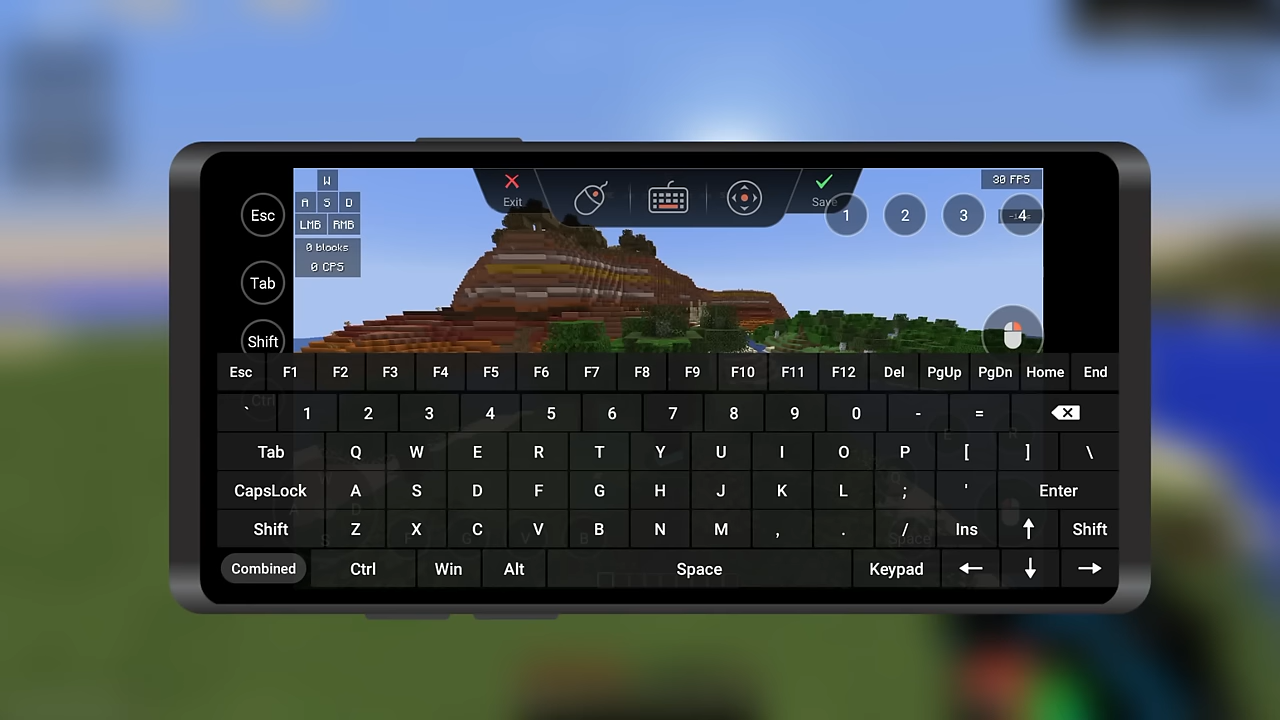 W
A S D
LMB RMB
0 blocks
0 CPS
Exit
Save
30 FPS
1 2 3 4
Esc
Tab
Shift
Esc F1 F2 F3 F4 F5 F6 F7 F8 F9 F10 F11 F12 Del PgUp PgDn Home End
Ctrl
` 1 2 3 4 5 6 7 8 9 0 - =
E R
Tab Q W E R T Y U I O P [ ] \
CapsLock A S D F G H J K L ; ' Enter
Shift Z X C V B N M , . / Ins ↑ Shift
Space
Combined Ctrl Win Alt Space Keypad ← ↓ →